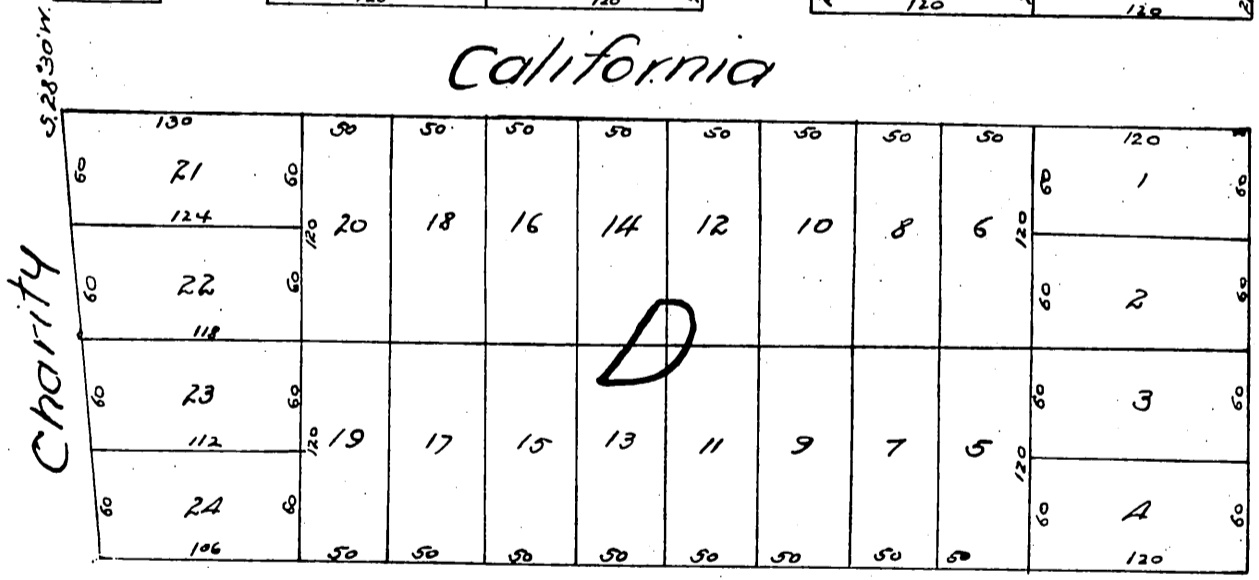 120 120 120 120
S.28°30'W.
California
130 50 50 50 50 50 50 50 50 120
60 21 60 60 1 60
124
120 20 18 16 14 12 10 8 6 120
60 22 60 60 2 60
118
D
Charity
60 23 60 60 3 60
112
120 19 17 15 13 11 9 7 5 120
60 24 60 60 4 60
106 50 50 50 50 50 50 50 50 120